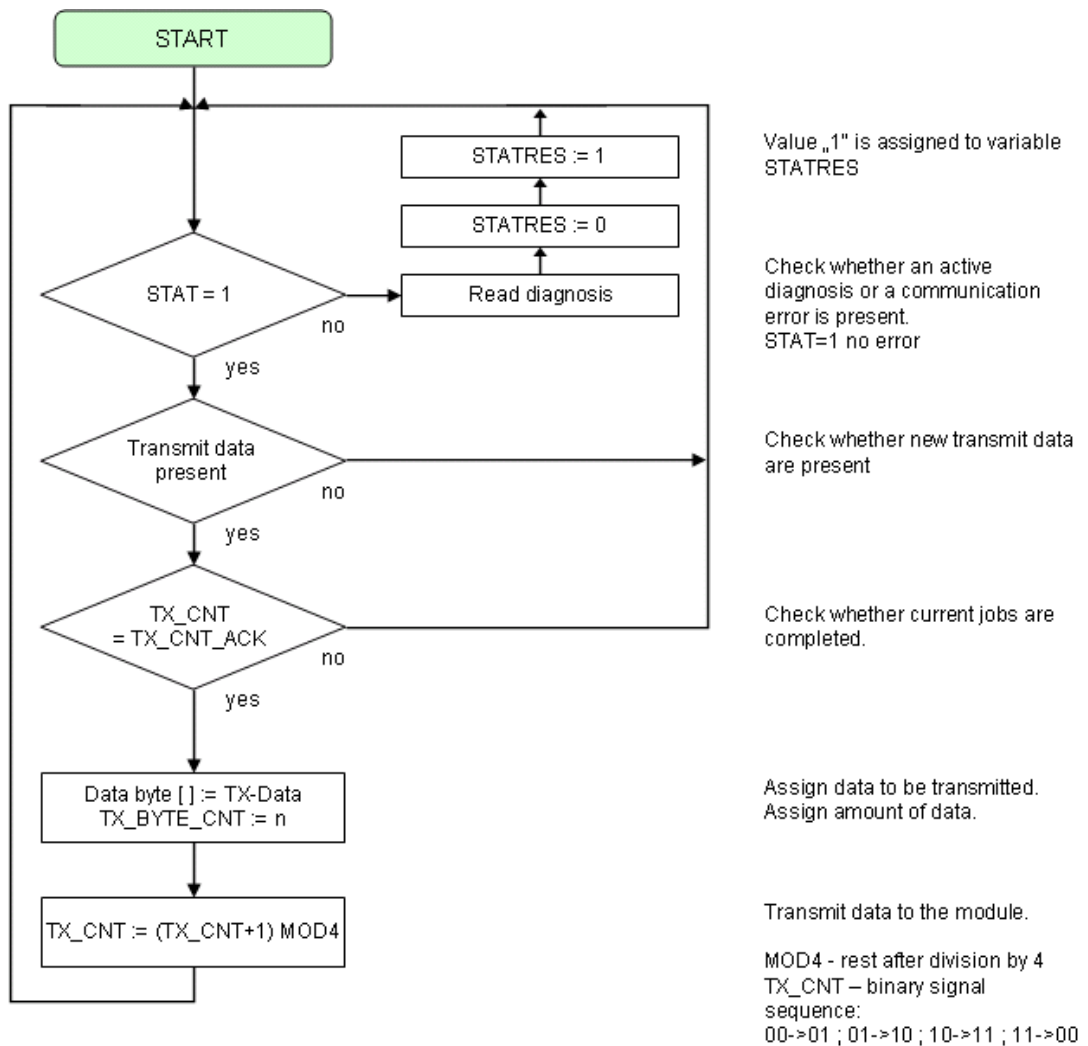 START
STATRES := 1
Value „1" is assigned to variable
STATRES
STATRES := 0
STAT = 1
no
yes
Read diagnosis
Check whether an active
diagnosis or a communication
error is present.
STAT=1 no error
Transmit data
present
no
yes
Check whether new transmit data
are present
TX_CNT
= TX_CNT_ACK
no
yes
Check whether current jobs are
completed.
Data byte [ ] := TX-Data
TX_BYTE_CNT := n
Assign data to be transmitted.
Assign amount of data.
TX_CNT := (TX_CNT+1) MOD4
Transmit data to the module.
MOD4 - rest after division by 4
TX_CNT – binary signal
sequence:
00->01 ; 01->10 ; 10->11 ; 11->00